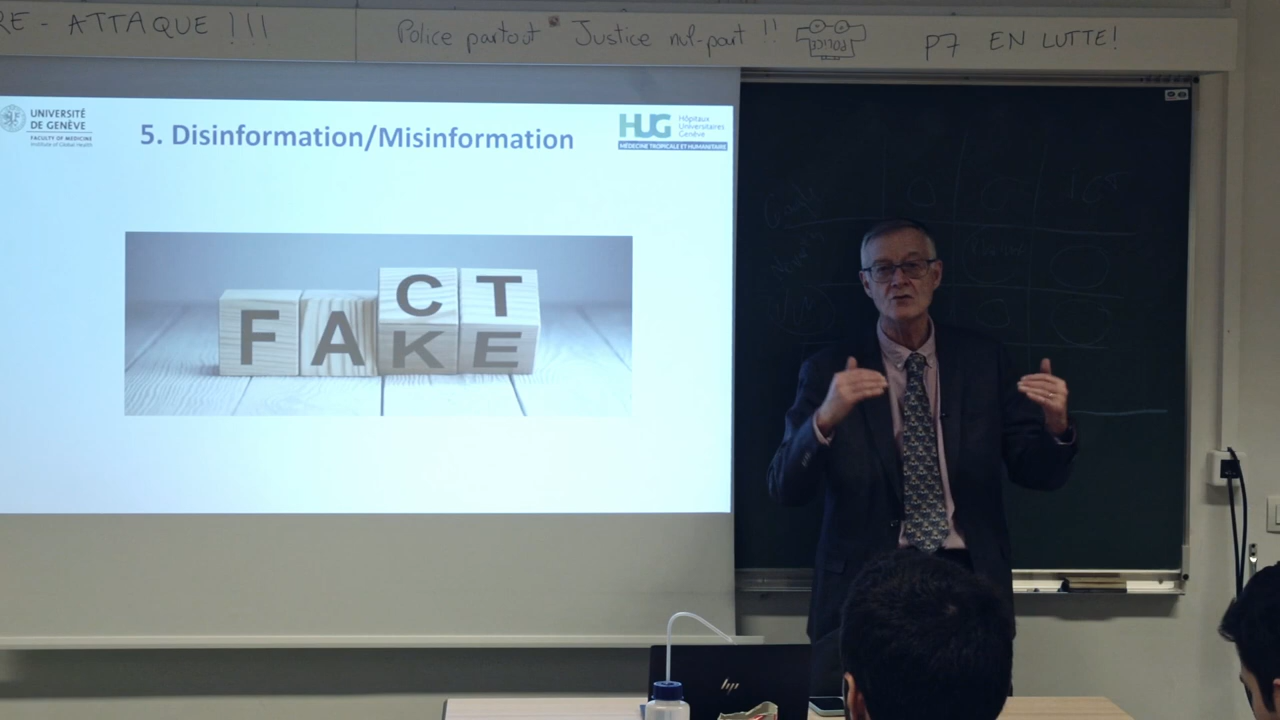 RE - ATTAQUE !!!
Police partout Justice nul-part !!
POLICE
P7 EN LUTTE!
UNIVERSITÉ
DE GENÈVE
FACULTY OF MEDICINE
Institute of Global Health
5. Disinformation/Misinformation
HUG
Hôpitaux
Universitaires
Genève
MÉDECINE TROPICALE ET HUMANITAIRE
CT
FAKE
hp